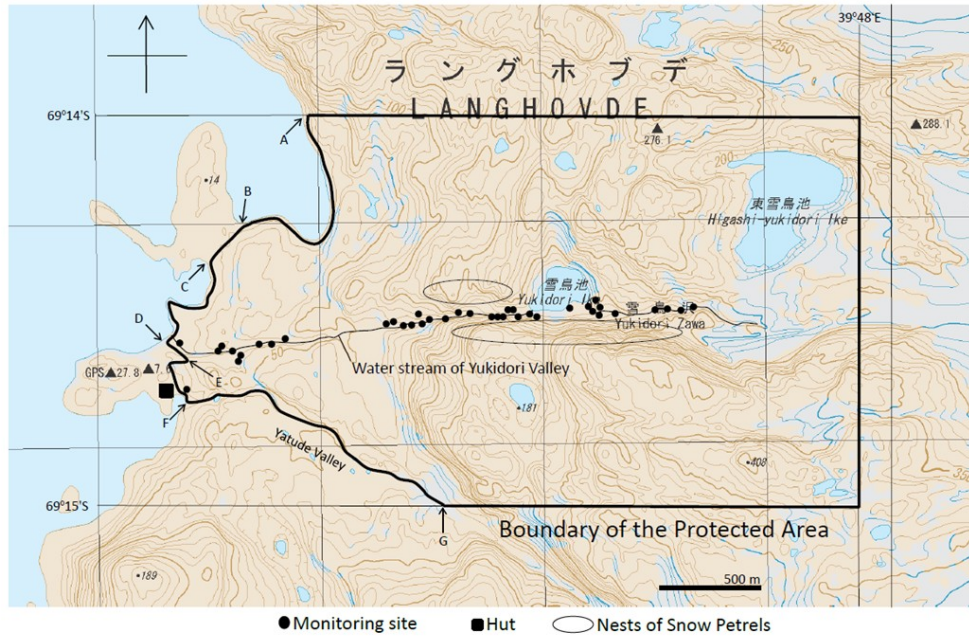 39°48'E
250
ラングホブデ
LANGHOVDE
69°14'S
A
276.1
288.1
200
14
B
東雪鳥池
Higashi-yukidori Ike
C
雪鳥池
Yukidori Ike
雪鳥沢
Yukidori Zawa
D
50
Water stream of Yukidori Valley
GPS 27.8
7.
E
F
181
Yatude Valley
408
69°15'S
G
Boundary of the Protected Area
500 m
189
Monitoring site
Hut
Nests of Snow Petrels